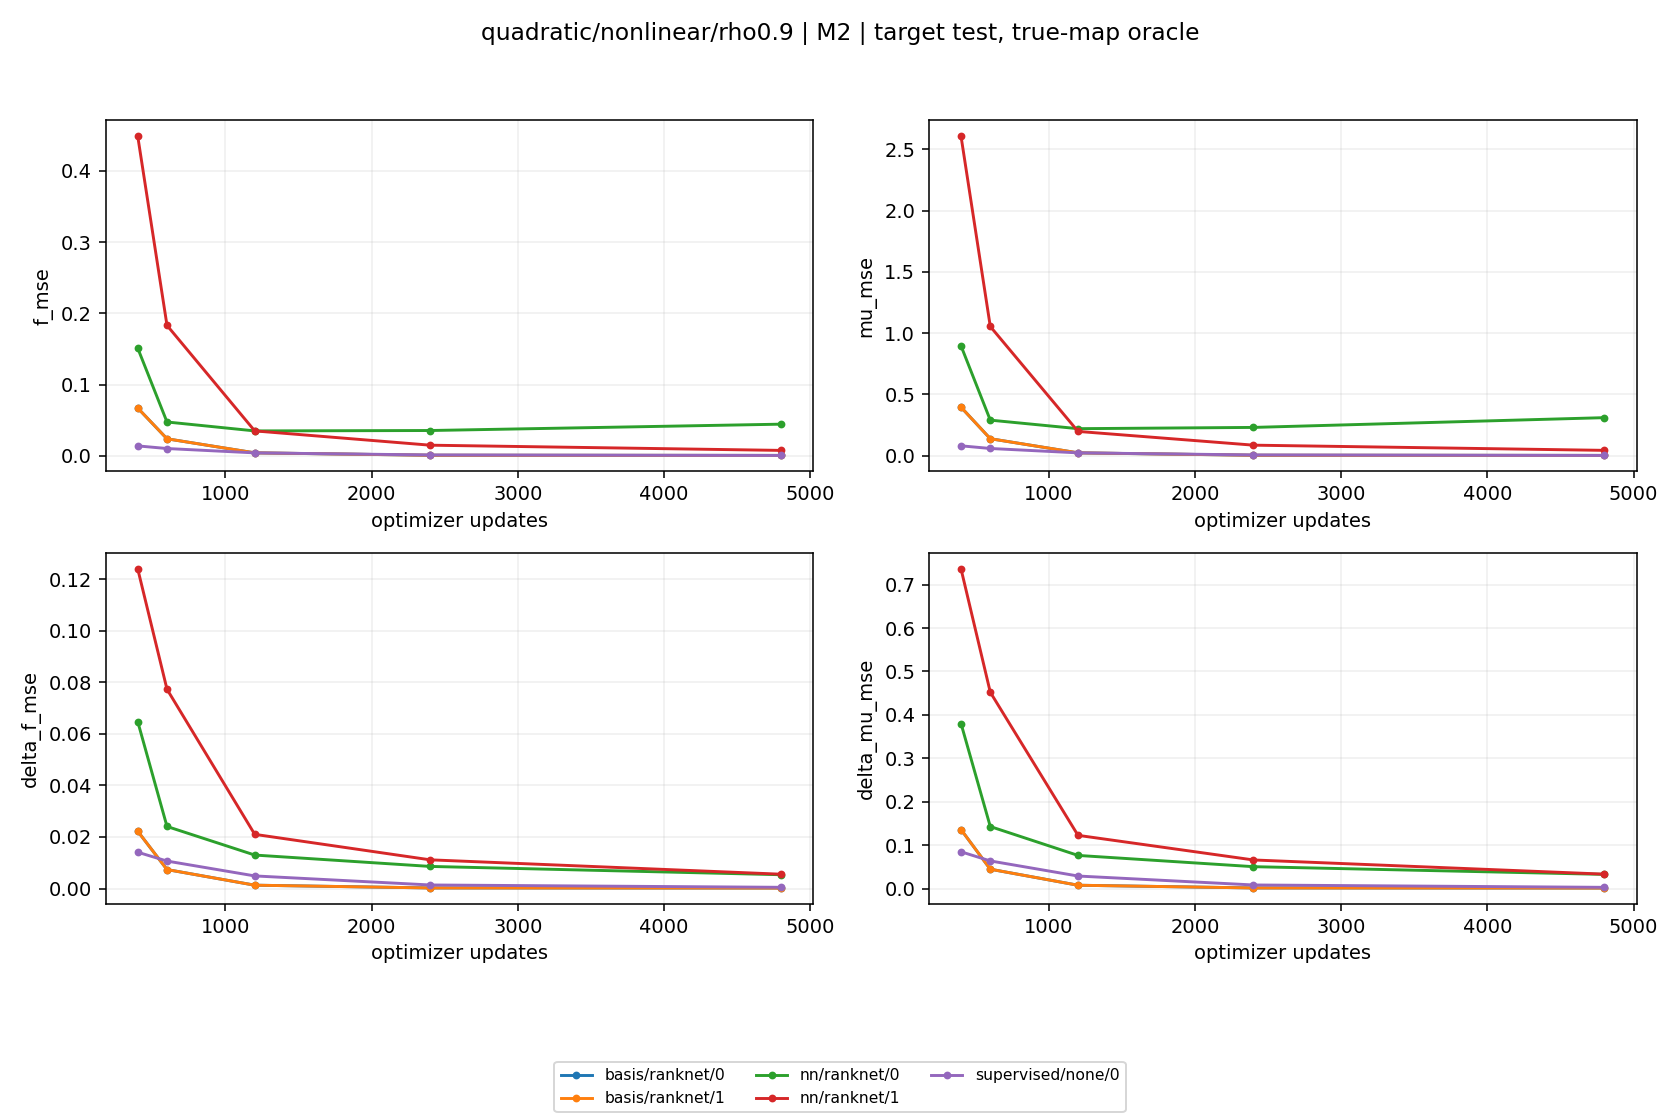 quadratic/nonlinear/rho0.9 | M2 | target test, true-map oracle
f_mse
0.4
0.3
0.2
0.1
0.0
1000 2000 3000 4000 5000
optimizer updates
mu_mse
2.5
2.0
1.5
1.0
0.5
0.0
1000 2000 3000 4000 5000
optimizer updates
delta_f_mse
0.12
0.10
0.08
0.06
0.04
0.02
0.00
1000 2000 3000 4000 5000
optimizer updates
delta_mu_mse
0.7
0.6
0.5
0.4
0.3
0.2
0.1
0.0
1000 2000 3000 4000 5000
optimizer updates
basis/ranknet/0 nn/ranknet/0 supervised/none/0
basis/ranknet/1 nn/ranknet/1